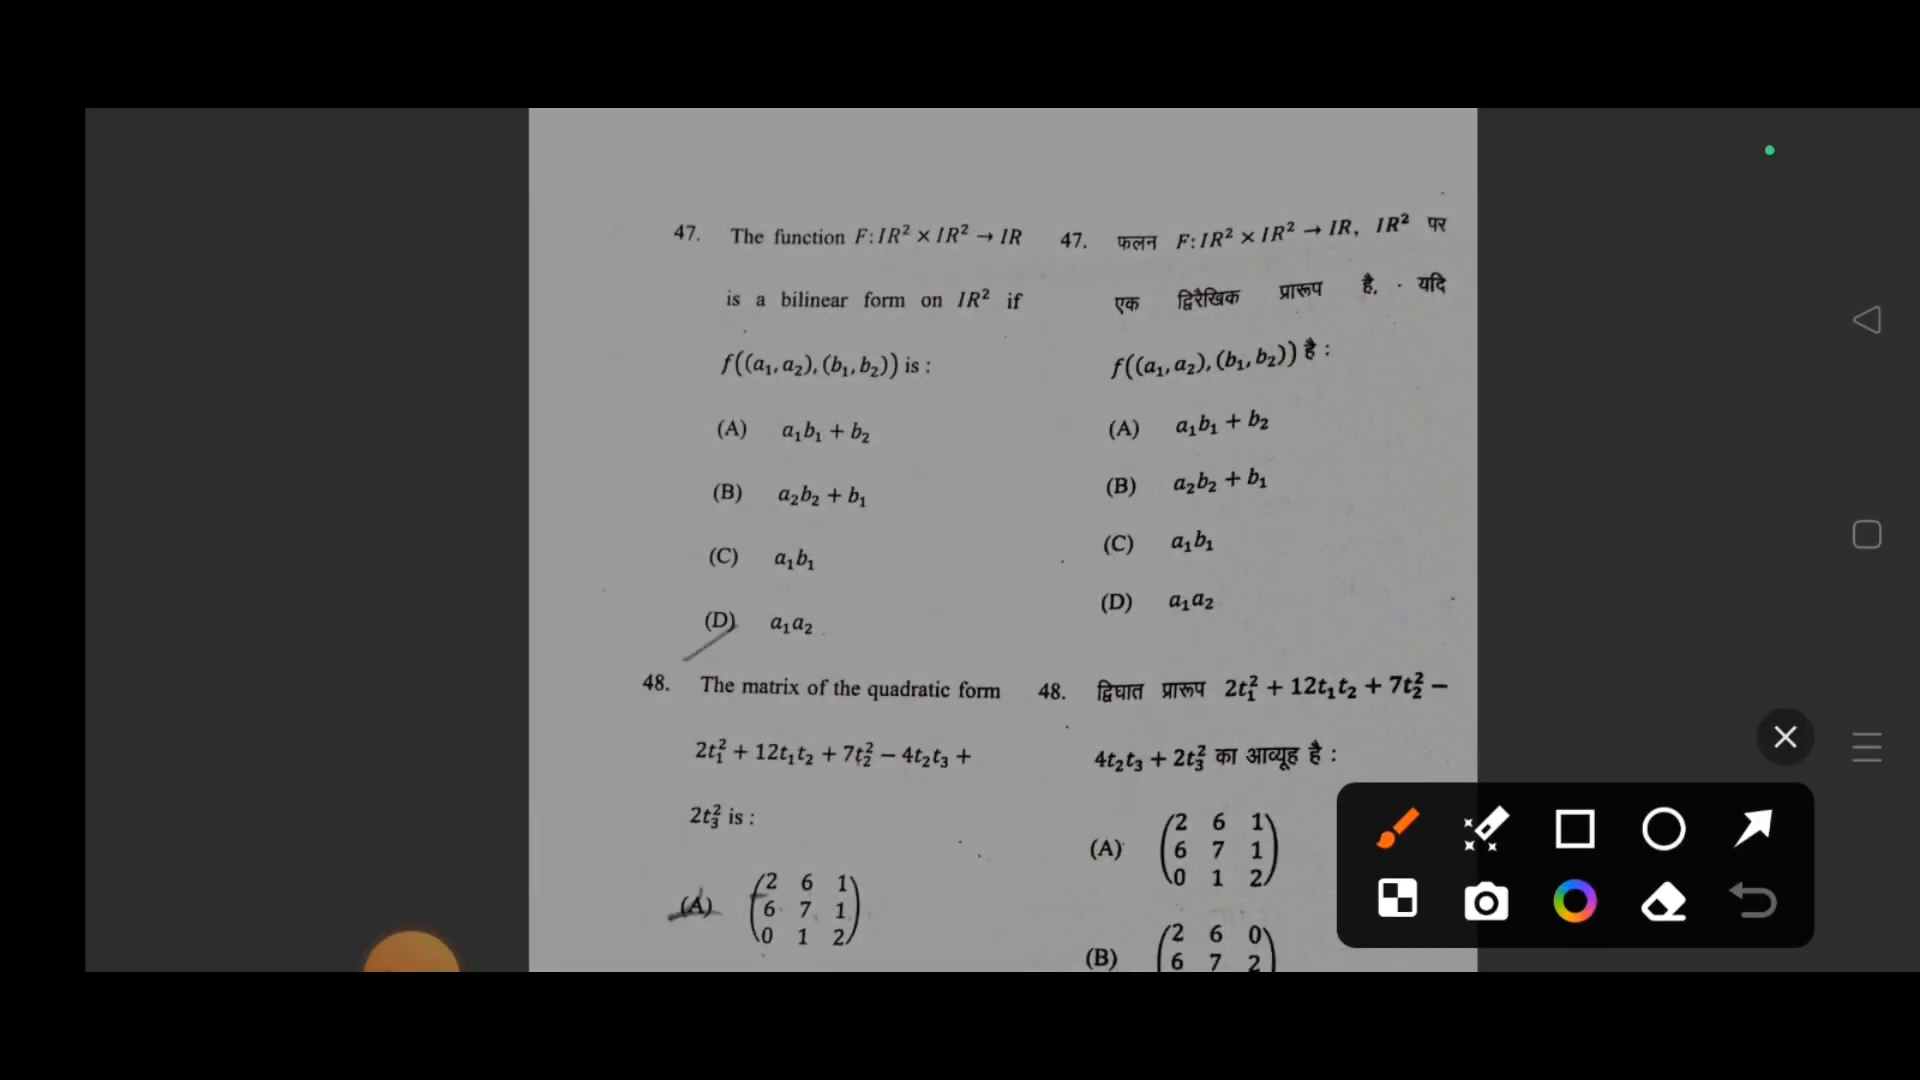 47. The function F: IR² × IR² → IR
is a bilinear form on IR² if
f((a₁, a₂), (b₁, b₂)) is :
(A) a₁b₁ + b₂
(B) a₂b₂ + b₁
(C) a₁b₁
(D) a₁a₂
48. The matrix of the quadratic form
2t₁² + 12t₁t₂ + 7t₂² − 4t₂t₃ +
2t₃² is :
(A) (2 6 1
6 7 1
0 1 2)
47. फलन F: IR² × IR² → IR, IR² पर
एक द्विरैखिक प्रारूप है, यदि
f((a₁, a₂), (b₁, b₂)) है :
(A) a₁b₁ + b₂
(B) a₂b₂ + b₁
(C) a₁b₁
(D) a₁a₂
48. द्विघात प्रारूप 2t₁² + 12t₁t₂ + 7t₂² −
4t₂t₃ + 2t₃² का आव्यूह है :
(A) (2 6 1
6 7 1
0 1 2)
(B) (2 6 0
6 7 2